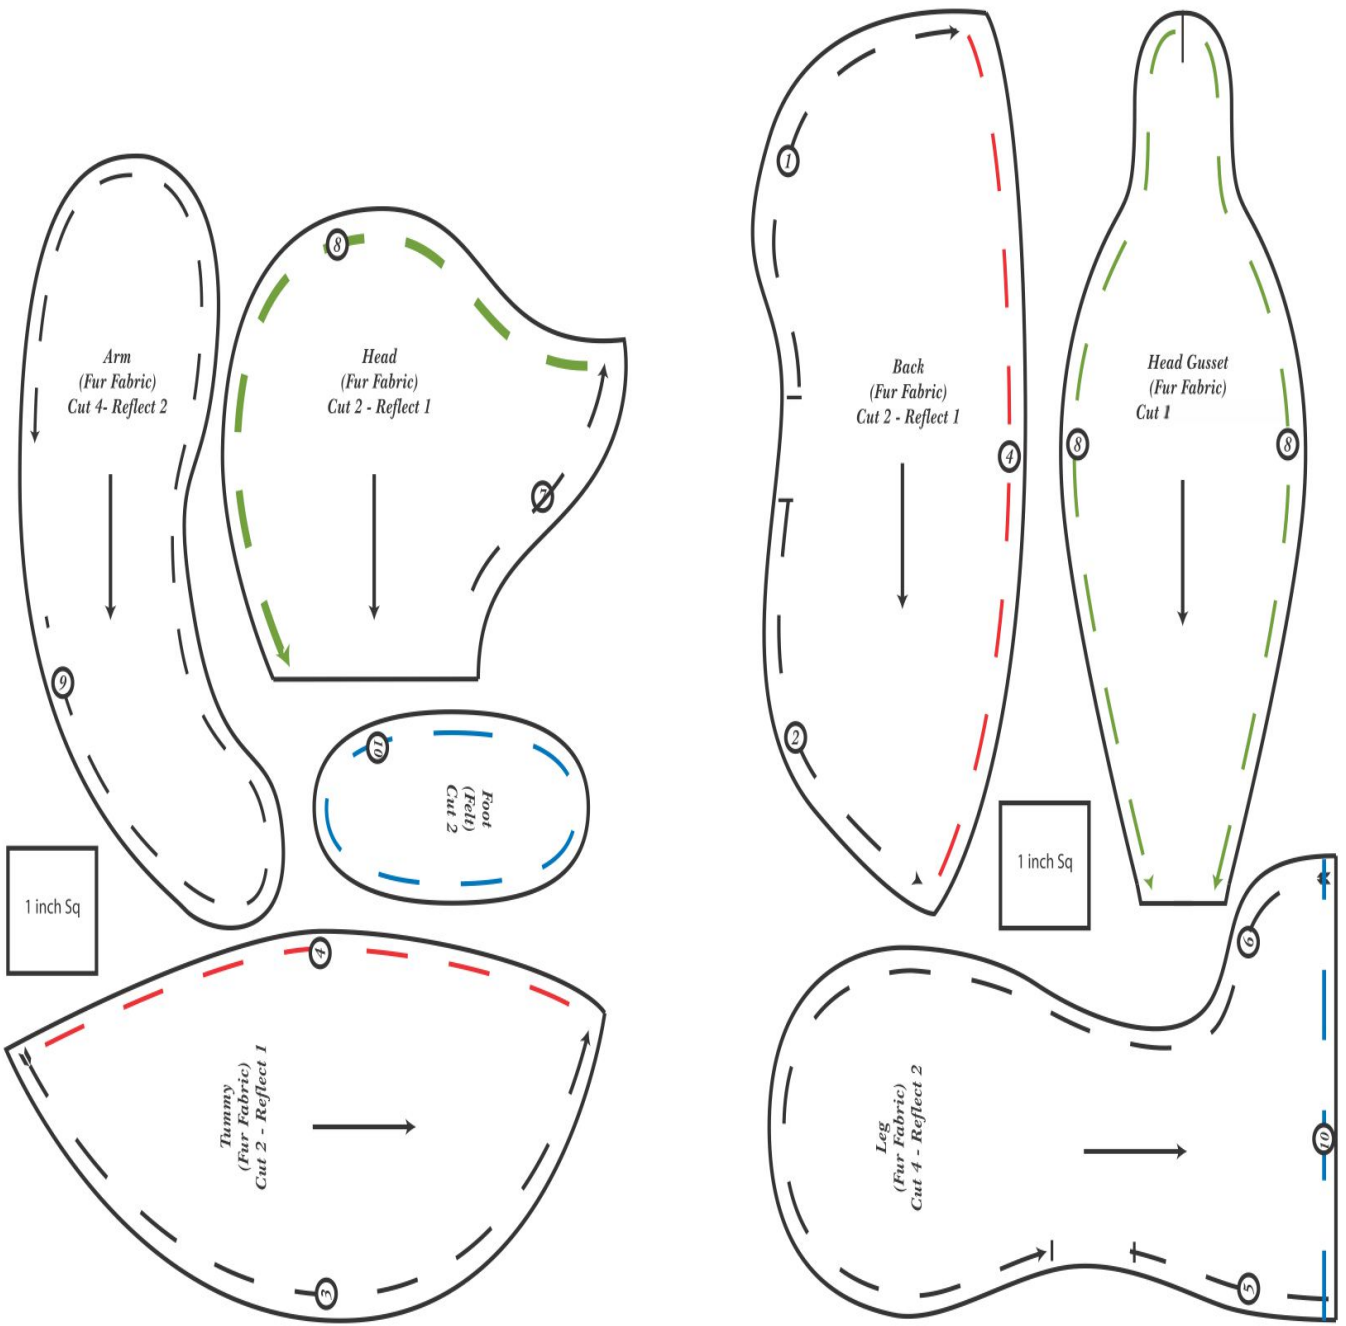 Arm
(Fur Fabric)
Cut 4- Reflect 2
9
Head
(Fur Fabric)
Cut 2 - Reflect 1
8
7
Foot
(Felt)
Cut 2
10
1 inch Sq
Tummy
(Fur Fabric)
Cut 2 - Reflect 1
4
3
Back
(Fur Fabric)
Cut 2 - Reflect 1
1
4
2
Head Gusset
(Fur Fabric)
Cut 1
8
8
1 inch Sq
Leg
(Fur Fabric)
Cut 4 - Reflect 2
6
10
5